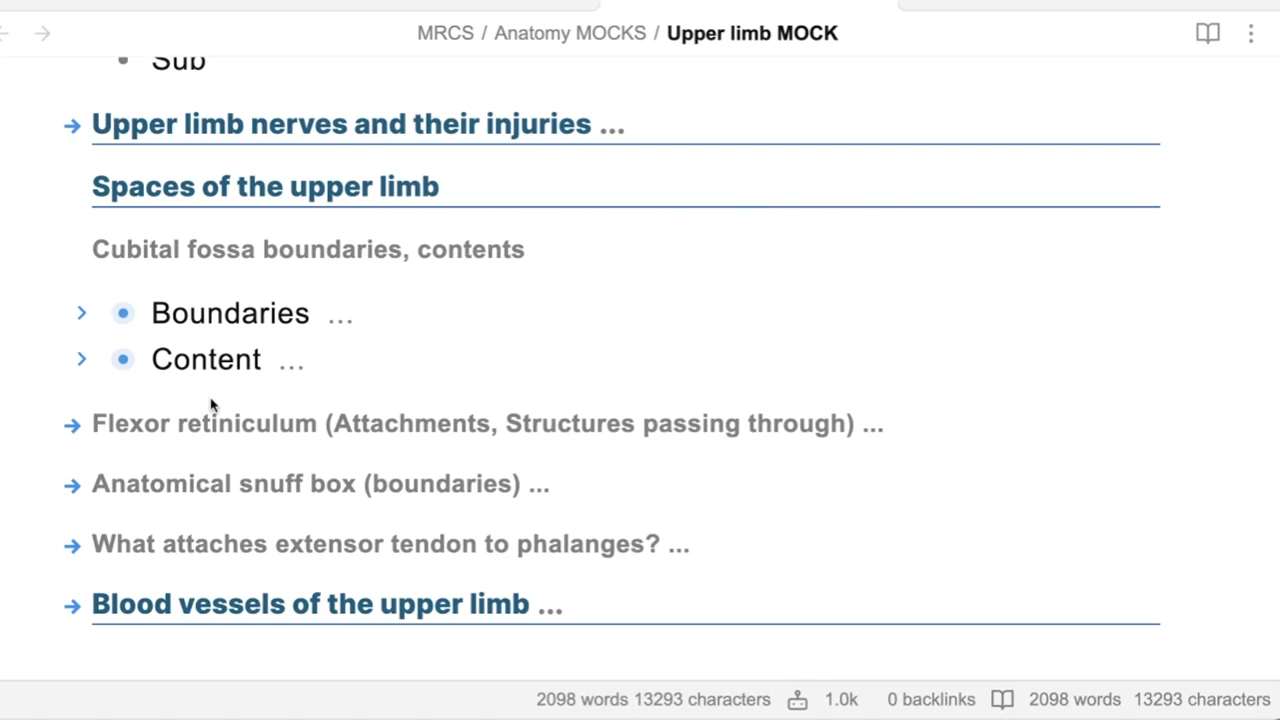 MRCS / Anatomy MOCKS / Upper limb MOCK
Sub
Upper limb nerves and their injuries ...
Spaces of the upper limb
Cubital fossa boundaries, contents
Boundaries ...
Content ...
Flexor retiniculum (Attachments, Structures passing through) ...
Anatomical snuff box (boundaries) ...
What attaches extensor tendon to phalanges? ...
Blood vessels of the upper limb ...
2098 words 13293 characters 1.0k 0 backlinks 2098 words 13293 characters